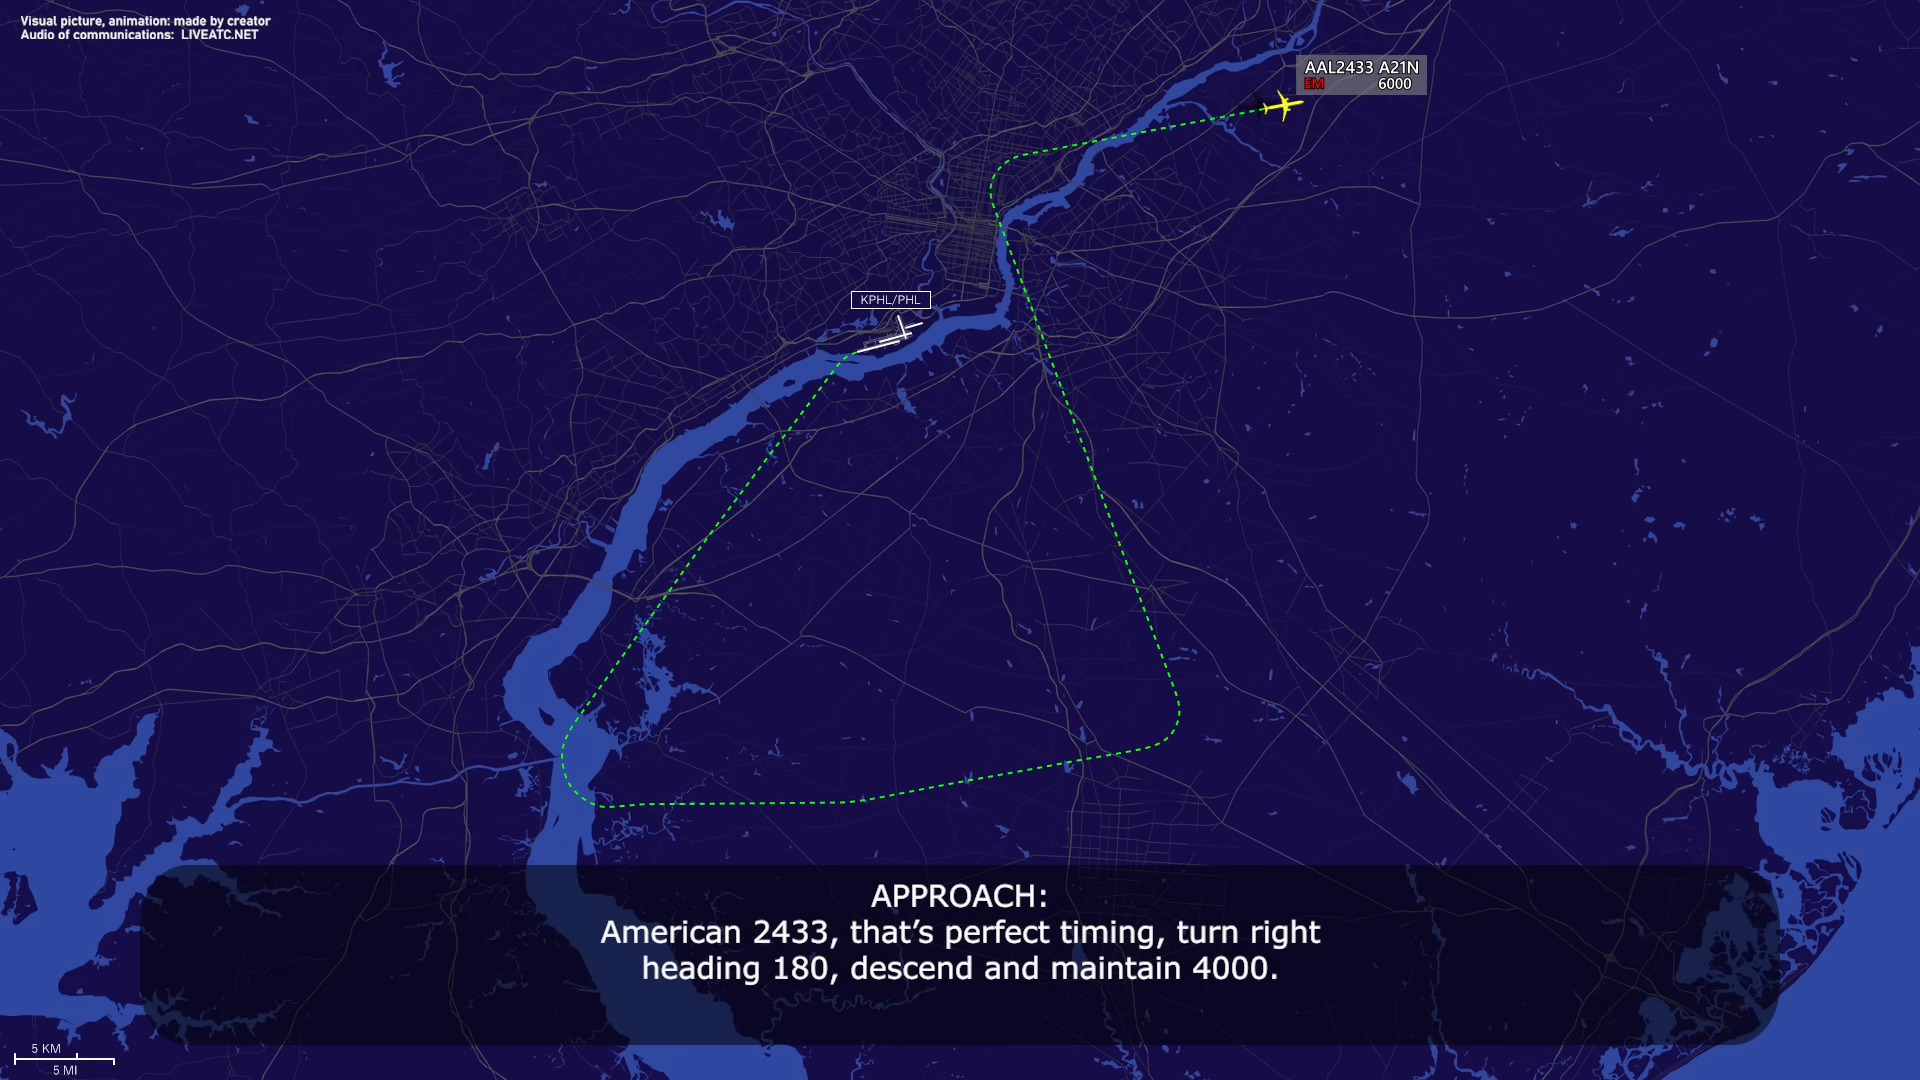 Visual picture, animation: made by creator
Audio of communications: LIVEATC.NET
AAL2433 A21N
EM 6000
KPHL/PHL
APPROACH:
American 2433, that's perfect timing, turn right
heading 180, descend and maintain 4000.
5 KM
5 MI